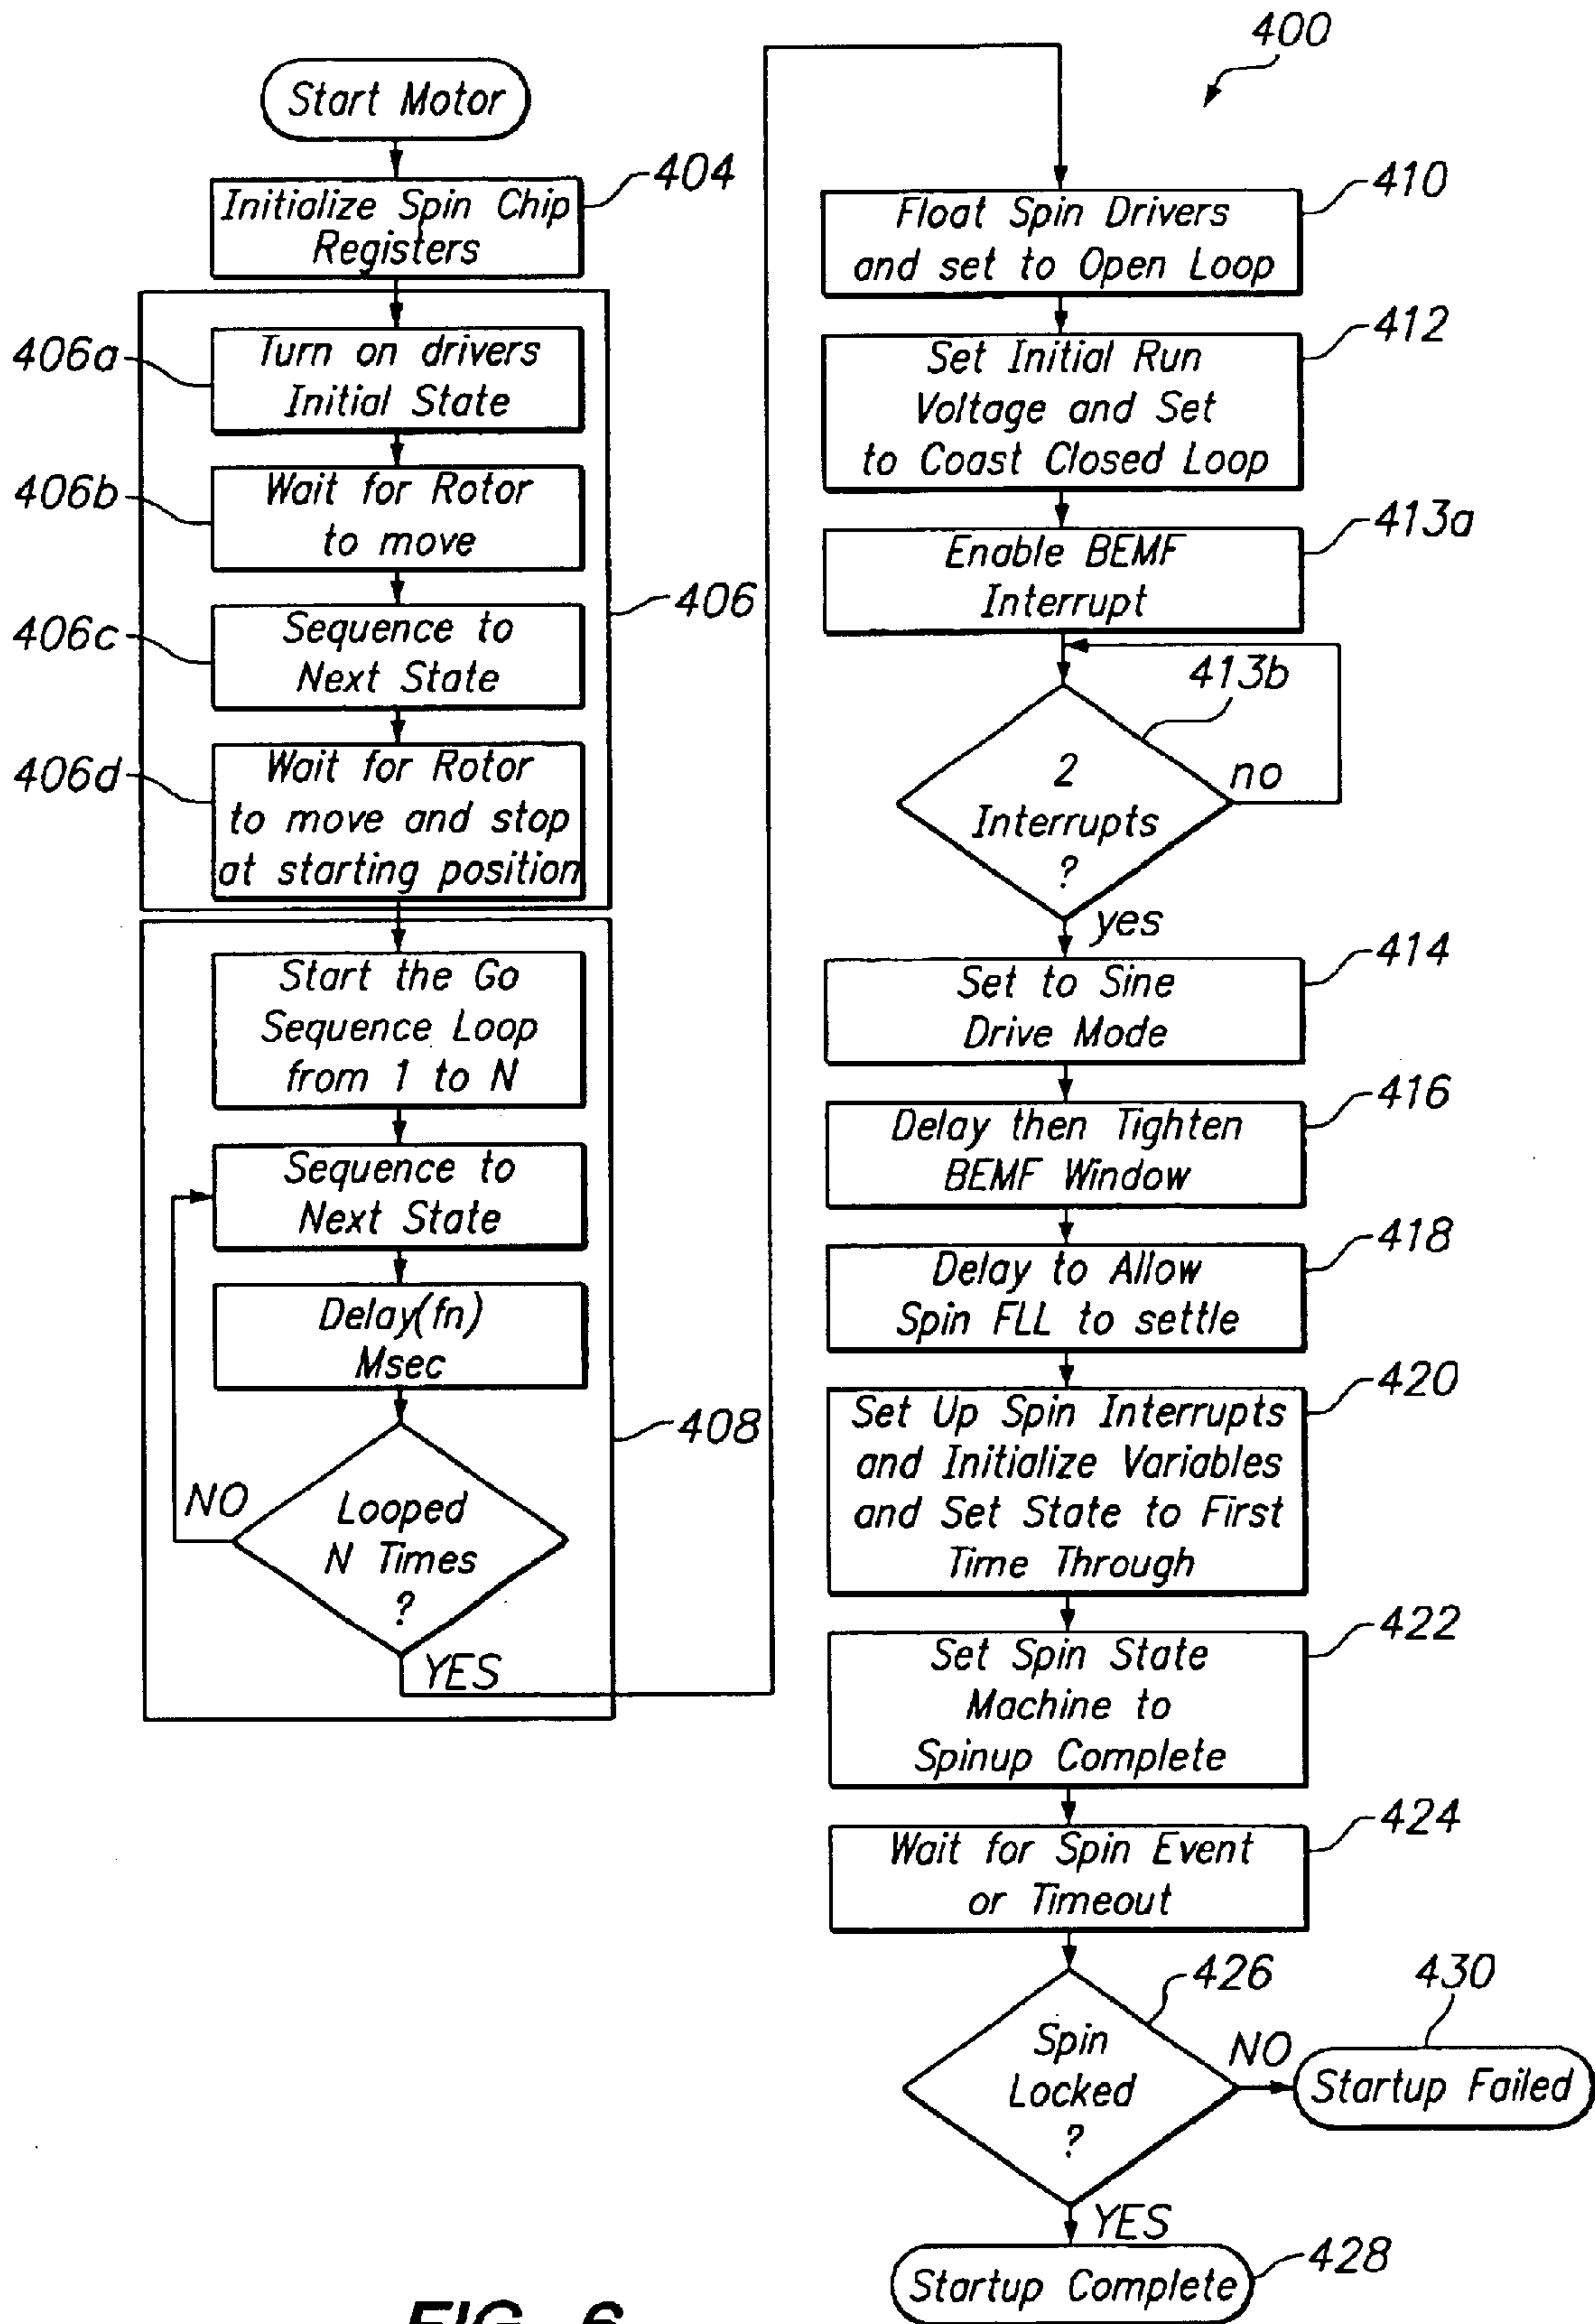 400
Start Motor
404
Initialize Spin Chip
Registers
406
406a
Turn on drivers
Initial State
406b
Wait for Rotor
to move
406c
Sequence to
Next State
406d
Wait for Rotor
to move and stop
at starting position
408
Start the Go
Sequence Loop
from 1 to N
Sequence to
Next State
Delay(fn)
Msec
Looped
N Times
?
NO
YES
410
Float Spin Drivers
and set to Open Loop
412
Set Initial Run
Voltage and Set
to Coast Closed Loop
413a
Enable BEMF
Interrupt
413b
2
Interrupts
?
no
yes
414
Set to Sine
Drive Mode
416
Delay then Tighten
BEMF Window
418
Delay to Allow
Spin FLL to settle
420
Set Up Spin Interrupts
and Initialize Variables
and Set State to First
Time Through
422
Set Spin State
Machine to
Spinup Complete
424
Wait for Spin Event
or Timeout
426
Spin
Locked
?
NO
430
Startup Failed
YES
428
Startup Complete
FIG. 6